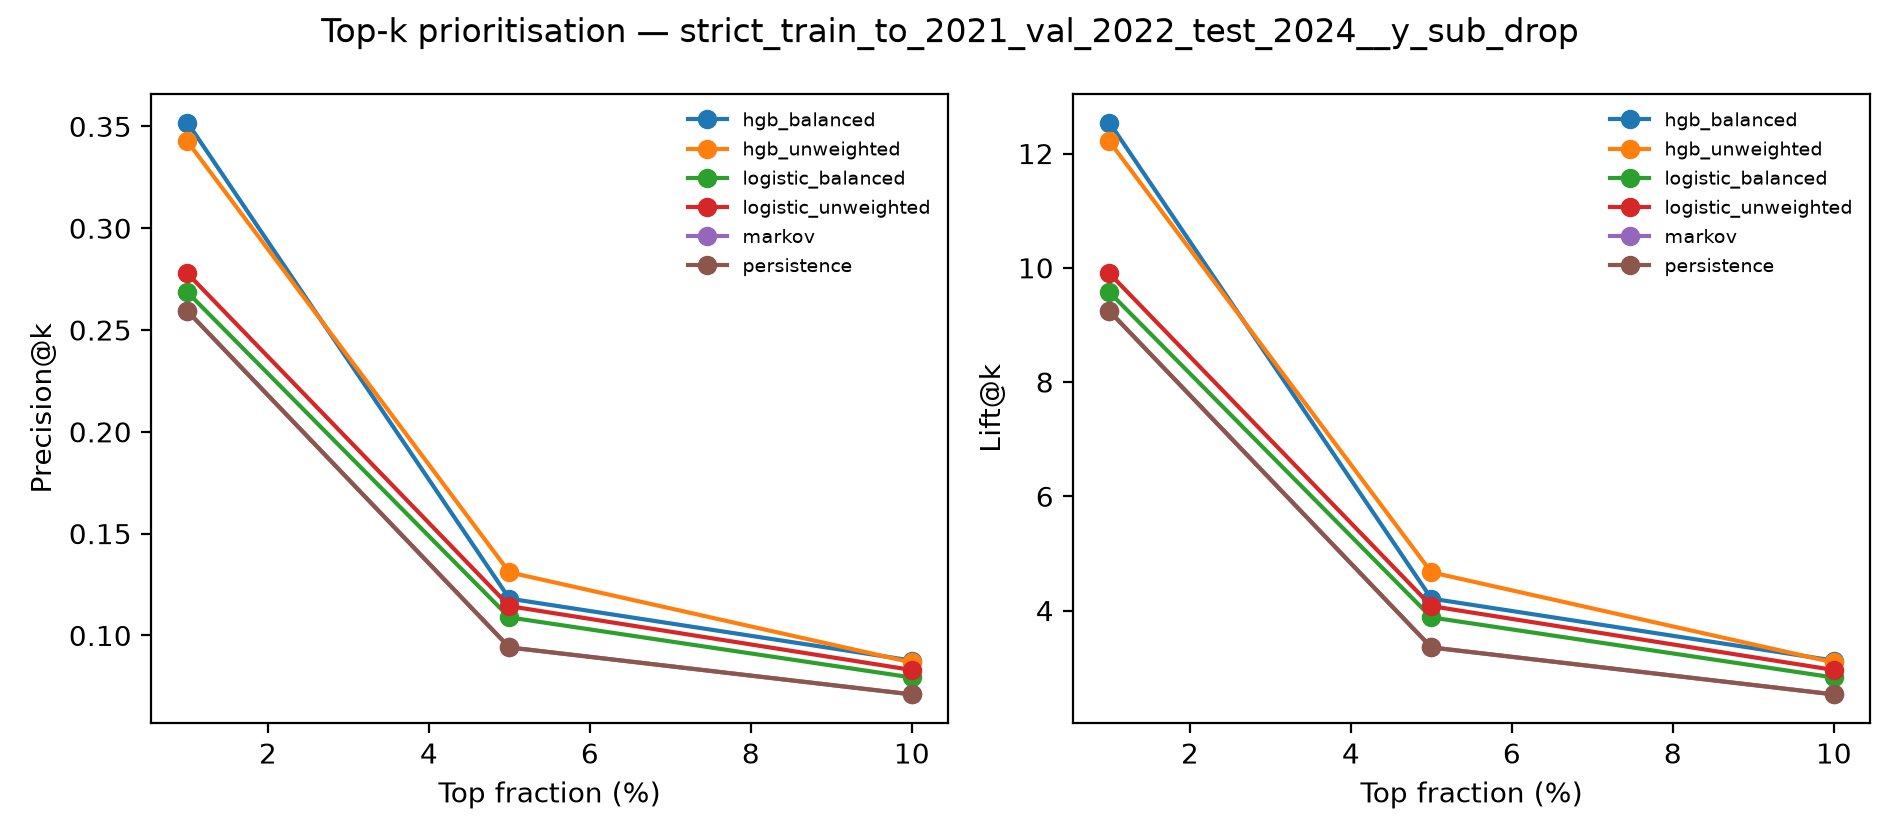 Top-k prioritisation — strict_train_to_2021_val_2022_test_2024__y_sub_drop
Precision@k
0.35
0.30
0.25
0.20
0.15
0.10
2
4
6
8
10
Top fraction (%)
hgb_balanced
hgb_unweighted
logistic_balanced
logistic_unweighted
markov
persistence
Lift@k
12
10
8
6
4
2
4
6
8
10
Top fraction (%)
hgb_balanced
hgb_unweighted
logistic_balanced
logistic_unweighted
markov
persistence